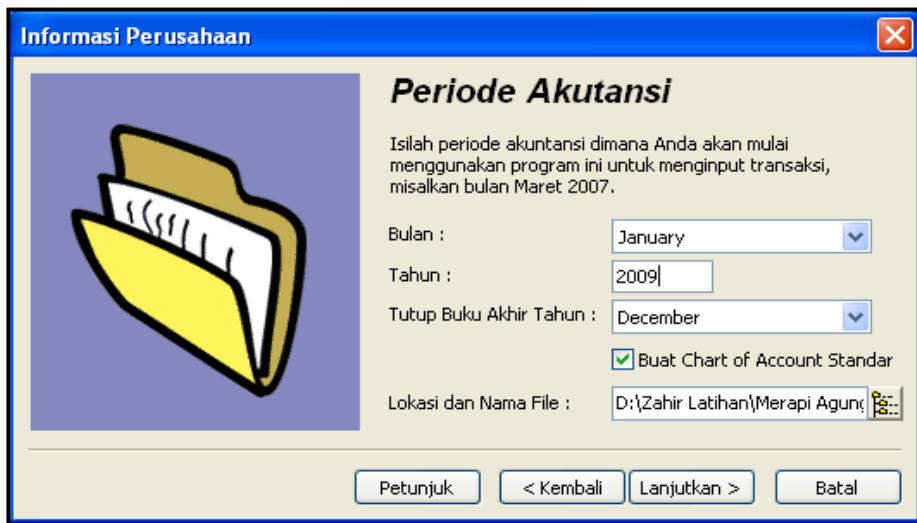 Informasi Perusahaan
Periode Akutansi
Isilah periode akuntansi dimana Anda akan mulai
menggunakan program ini untuk menginput transaksi,
misalkan bulan Maret 2007.
Bulan : January
Tahun : 2009
Tutup Buku Akhir Tahun : December
Buat Chart of Account Standar
Lokasi dan Nama File : D:\Zahir Latihan\Merapi Agung
Petunjuk < Kembali Lanjutkan > Batal